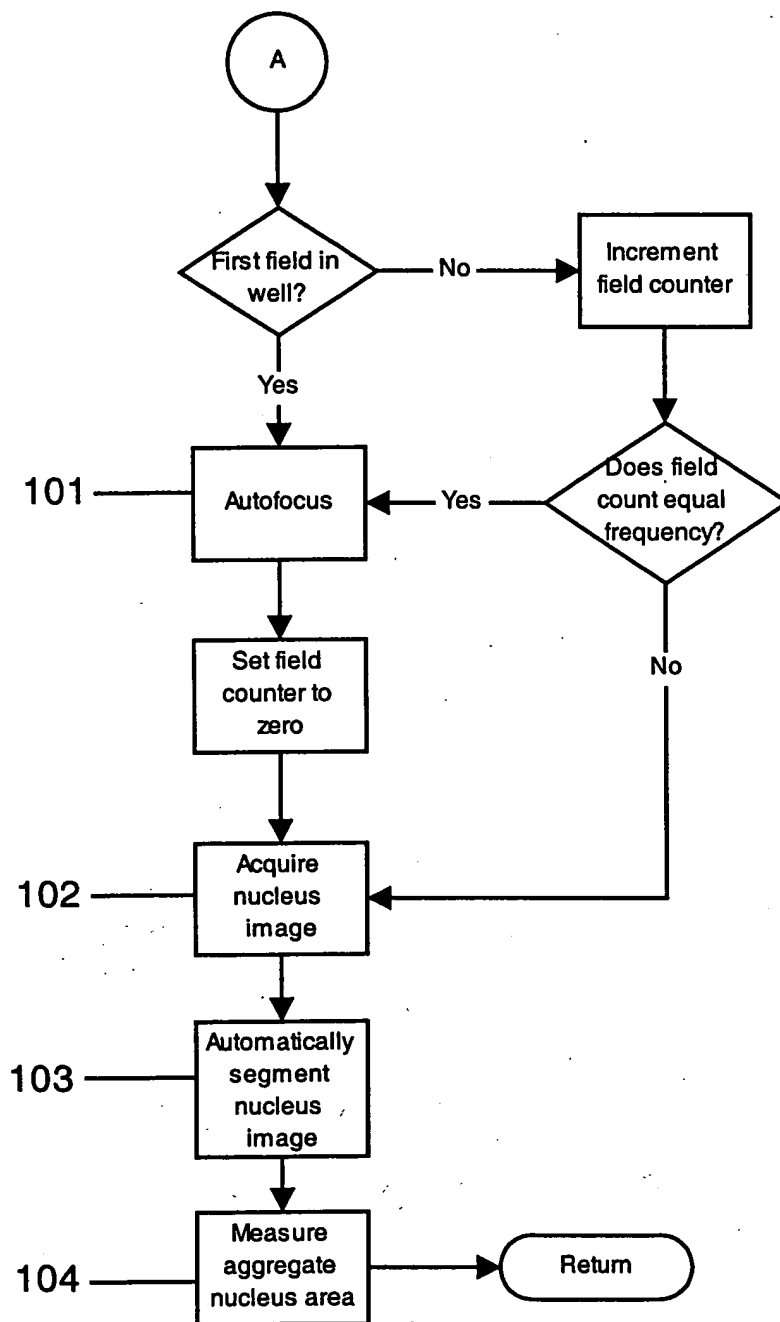 A
First field in
well?
No
Increment
field counter
Yes
Does field
count equal
frequency?
Yes
101
Autofocus
No
Set field
counter to
zero
102
Acquire
nucleus
image
103
Automatically
segment
nucleus
image
104
Measure
aggregate
nucleus area
Return